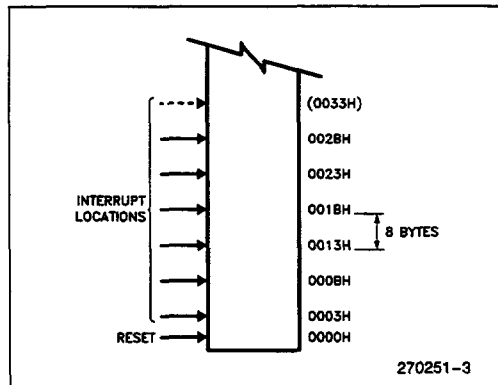 (0033H)
002BH
0023H
INTERRUPT
LOCATIONS
001BH
8 BYTES
0013H
000BH
0003H
RESET
0000H
270251-3